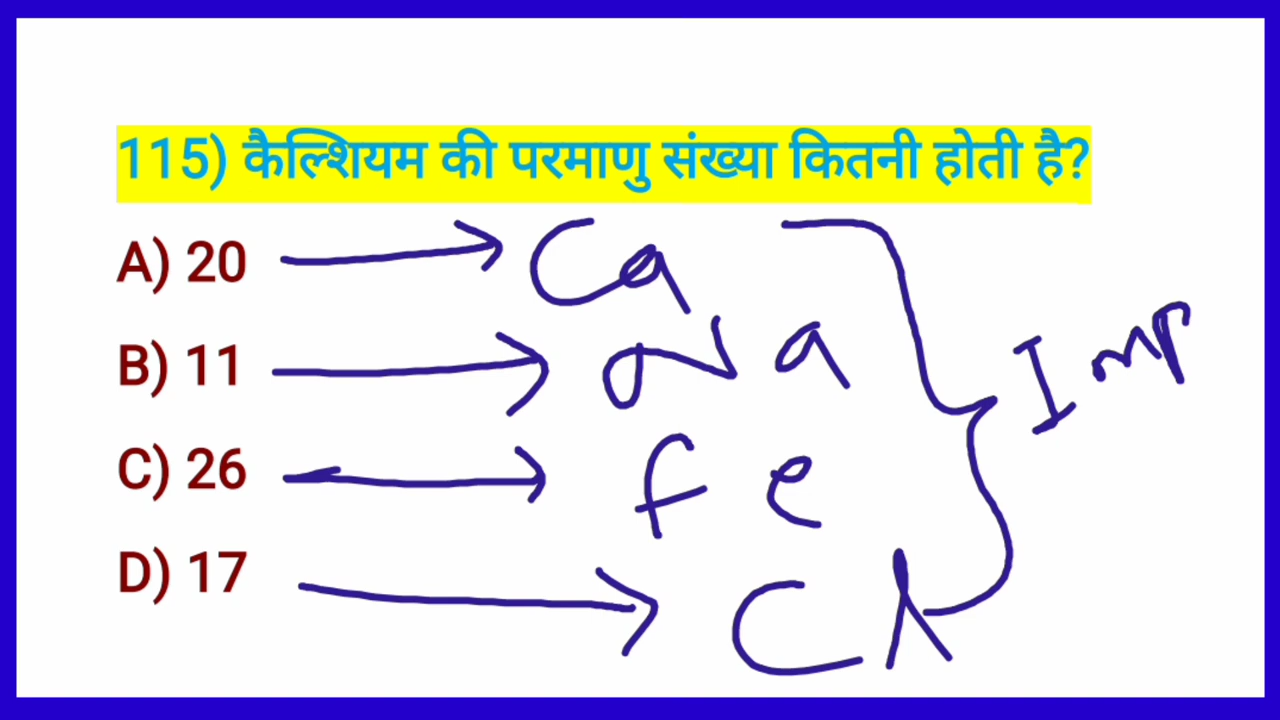 115) कैल्शियम की परमाणु संख्या कितनी होती है?
A) 20 Ca
B) 11 Na
Imp
C) 26 fe
D) 17 Cl